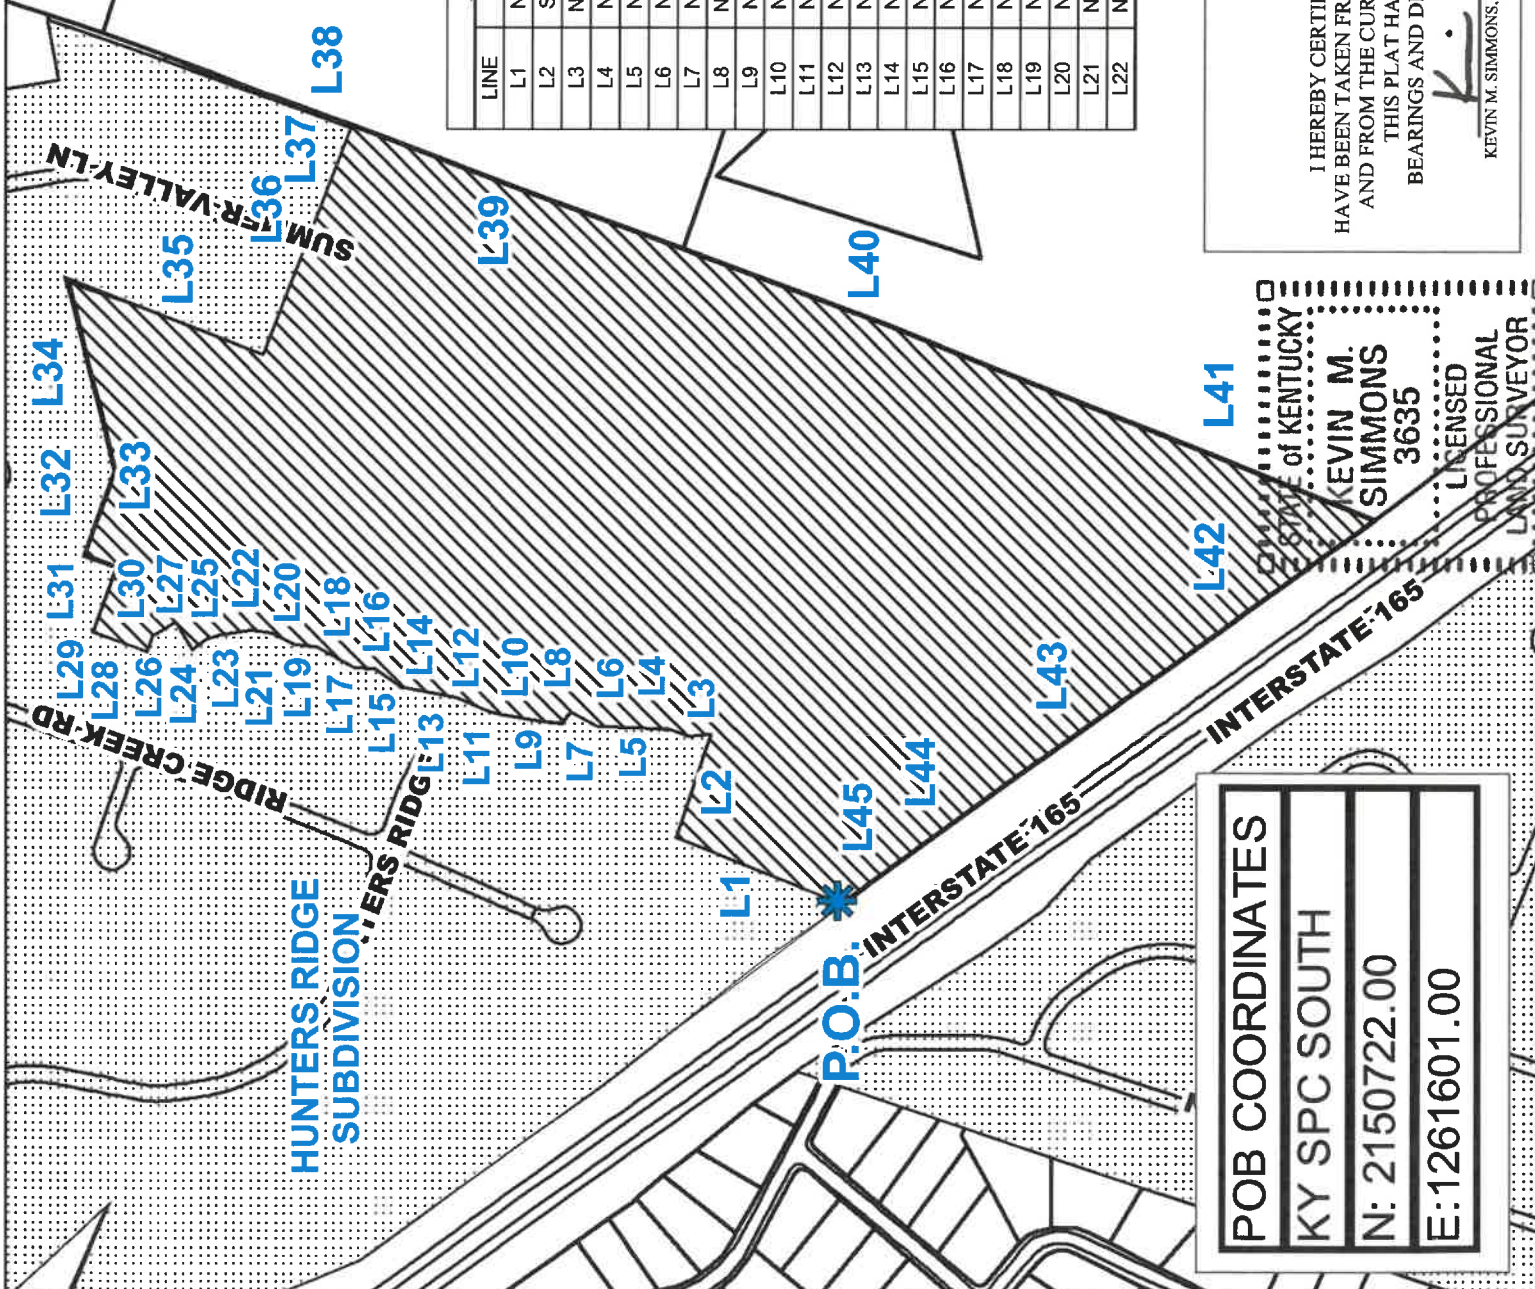 HUNTERS RIDGE
SUBDIVISION
RIDGE CREEK RD
TERS RIDGE
SUMMER VALLEY LN
L1
L2
L3
L4
L5
L6
L7
L8
L9
L10
L11
L12
L13
L14
L15
L16
L17
L18
L19
L20
L21
L22
L23
L24
L25
L26
L27
L28
L29
L30
L31
L32
L33
L34
L35
L36
L37
L38
L39
L40
L41
L42
L43
L44
L45
P.O.B.
INTERSTATE 165
INTERSTATE 165
POB COORDINATES
KY SPC SOUTH
N: 2150722.00
E:1261601.00
LINE
L1 N
L2 S
L3 N
L4 N
L5 N
L6 N
L7 N
L8 N
L9 N
L10 N
L11 N
L12 N
L13 N
L14 N
L15 N
L16 N
L17 N
L18 N
L19 N
L20 N
L21 N
L22 N
STATE of KENTUCKY
KEVIN M.
SIMMONS
3635
LICENSED
PROFESSIONAL
LAND SURVEYOR
I HEREBY CERTI
HAVE BEEN TAKEN FR
AND FROM THE CUR
THIS PLAT HA
BEARINGS AND D
K.
KEVIN M. SIMMONS,